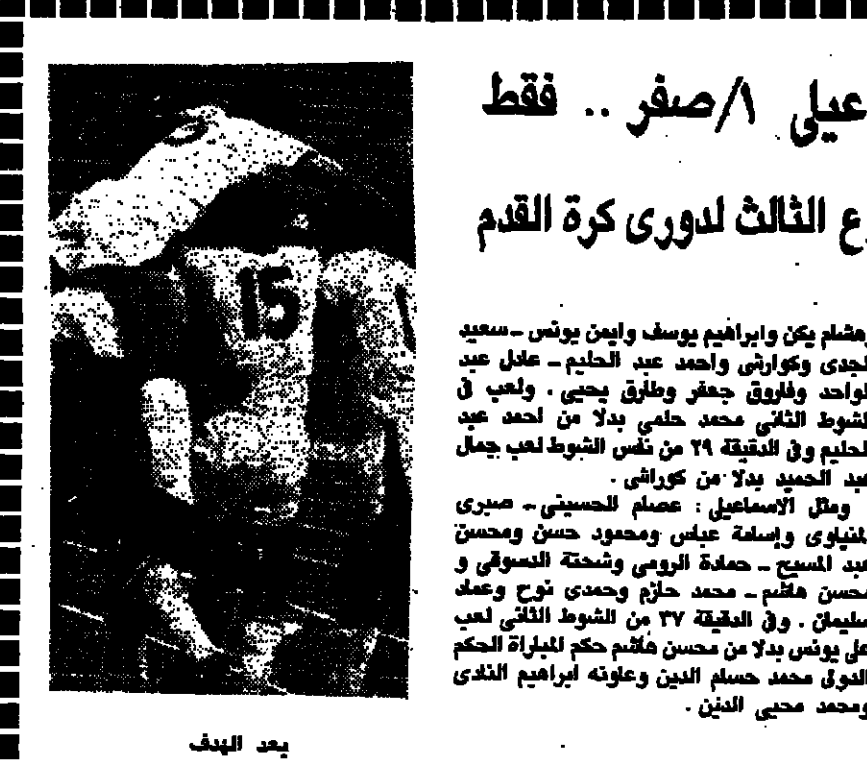 عيلى ١/صفر .. فقط
ع الثالث لدورى كرة القدم
15
هشام يكن وابراهيم يوسف وايمن يونس ـ سعيد
لجدى وكوارشى واحمد عبد الحليم ـ عادل عبد
لواحد وفاروق جعفر وطارق يحيى . ولعب فى
لشوط الثانى محمد حلمى بدلا من احمد عبد
لحليم وفى الدقيقة ٢٩ من نفس الشوط لعب جمال
عبد الحميد بدلا من كوراشى .
ومثل الاسماعيلى : عصام الحسينى ـ صبرى
لمنياوى وإسامة عباس ومحمود حسن ومحسن
عبد المسيح ـ حمادة الرومى وشحتة الدسوقى و
محسن هاشم ـ محمد حازم وحمدى نوح وعماد
سليمان . وفى الدقيقة ٣٧ من الشوط الثانى لعب
على يونس بدلا من محسن هاشم حكم المباراة الحكم
الدولى محمد حسام الدين وعاونه ابراهيم النادى
ومحمد محيى الدين .
بعد الهدف